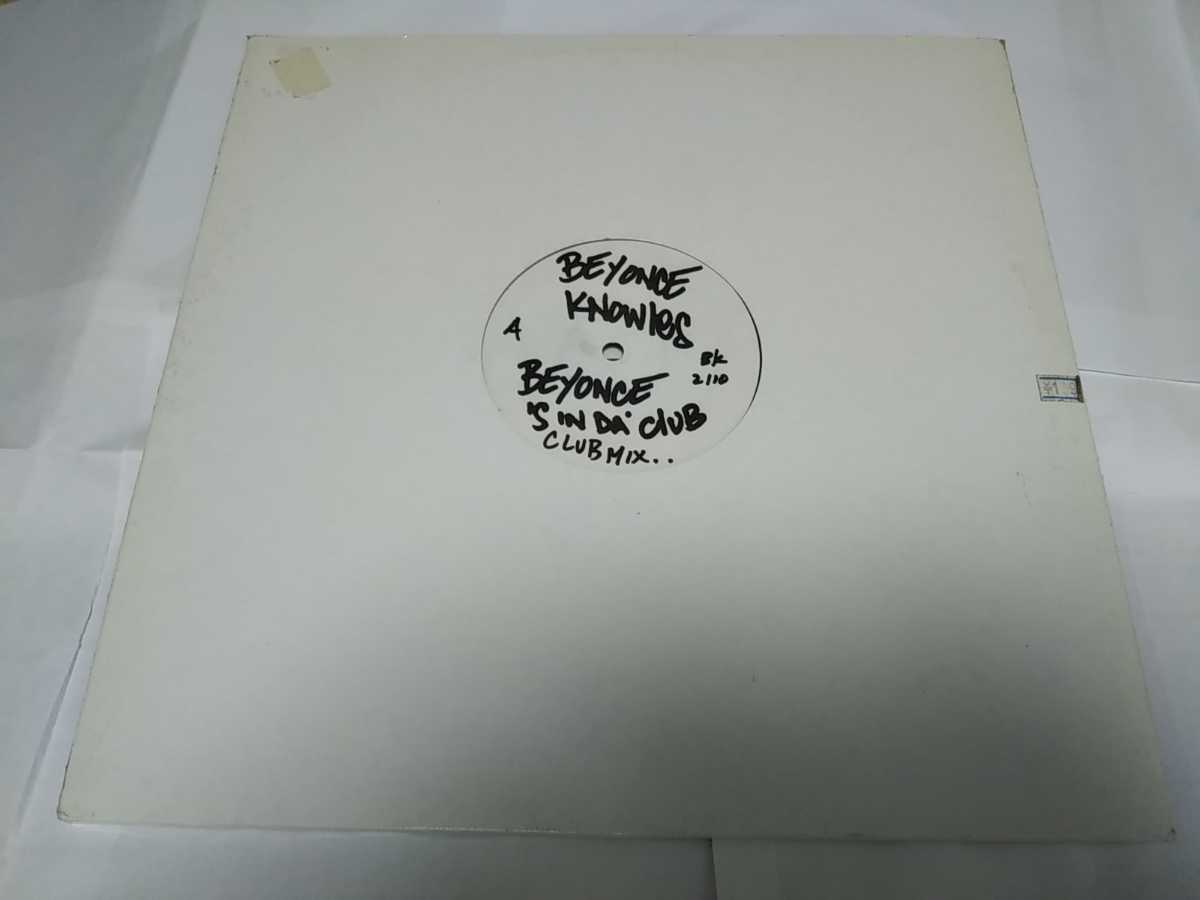 BEYONCE
KNOWles
A
BK
2110
BEYONCE
'S IN DA' CLUB
CLUB MIX..